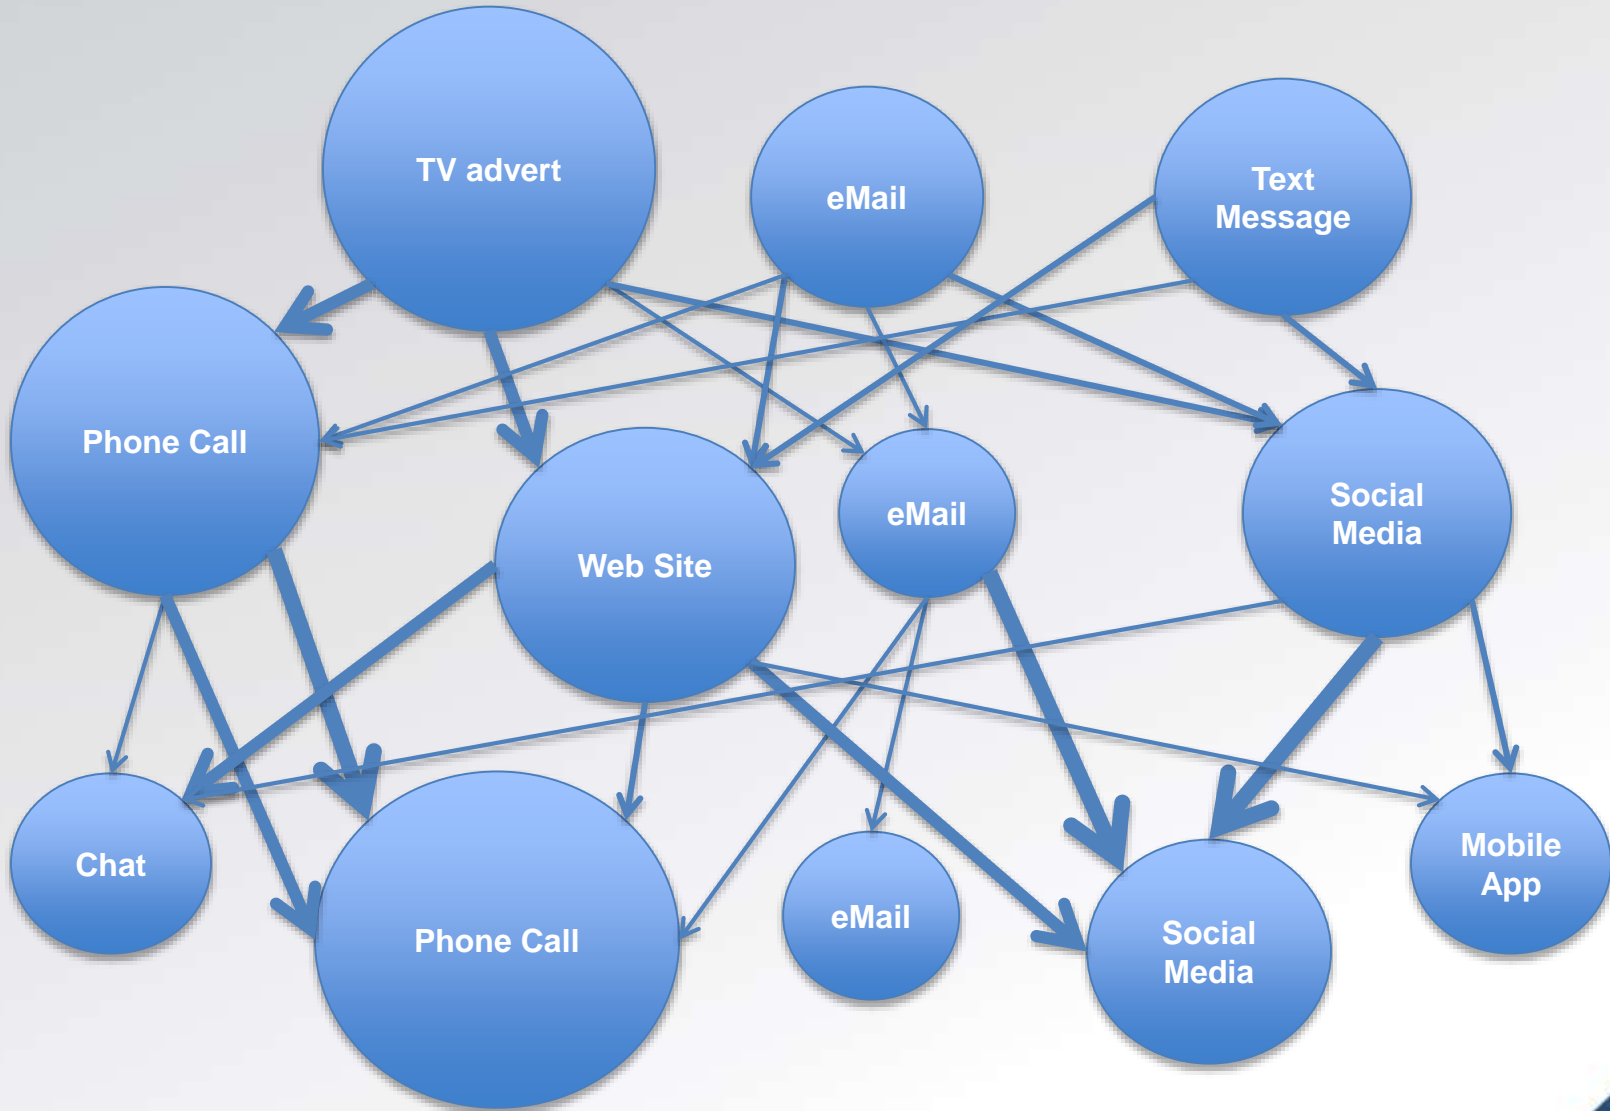 TV advert
eMail
Text
Message
Phone Call
Web Site
eMail
Social
Media
Chat
Phone Call
eMail
Social
Media
Mobile
App